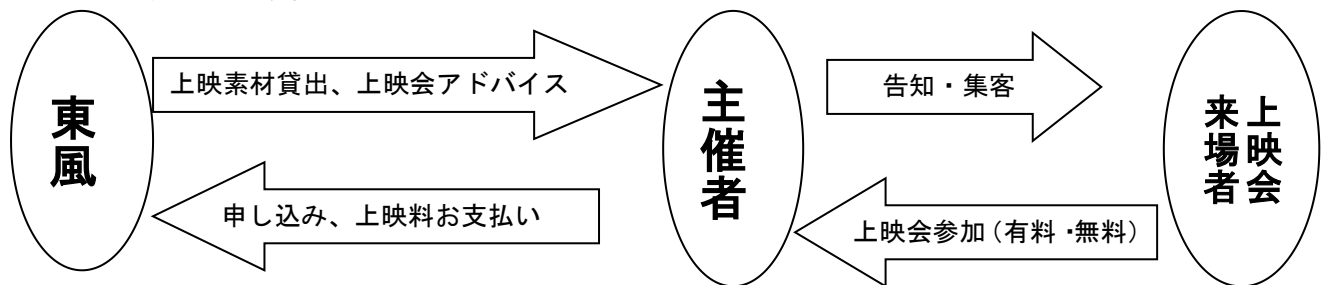 東風
上映素材貸出、上映会アドバイス
申し込み、上映料お支払い
主催者
告知・集客
上映会参加（有料・無料）
上映会
来場者